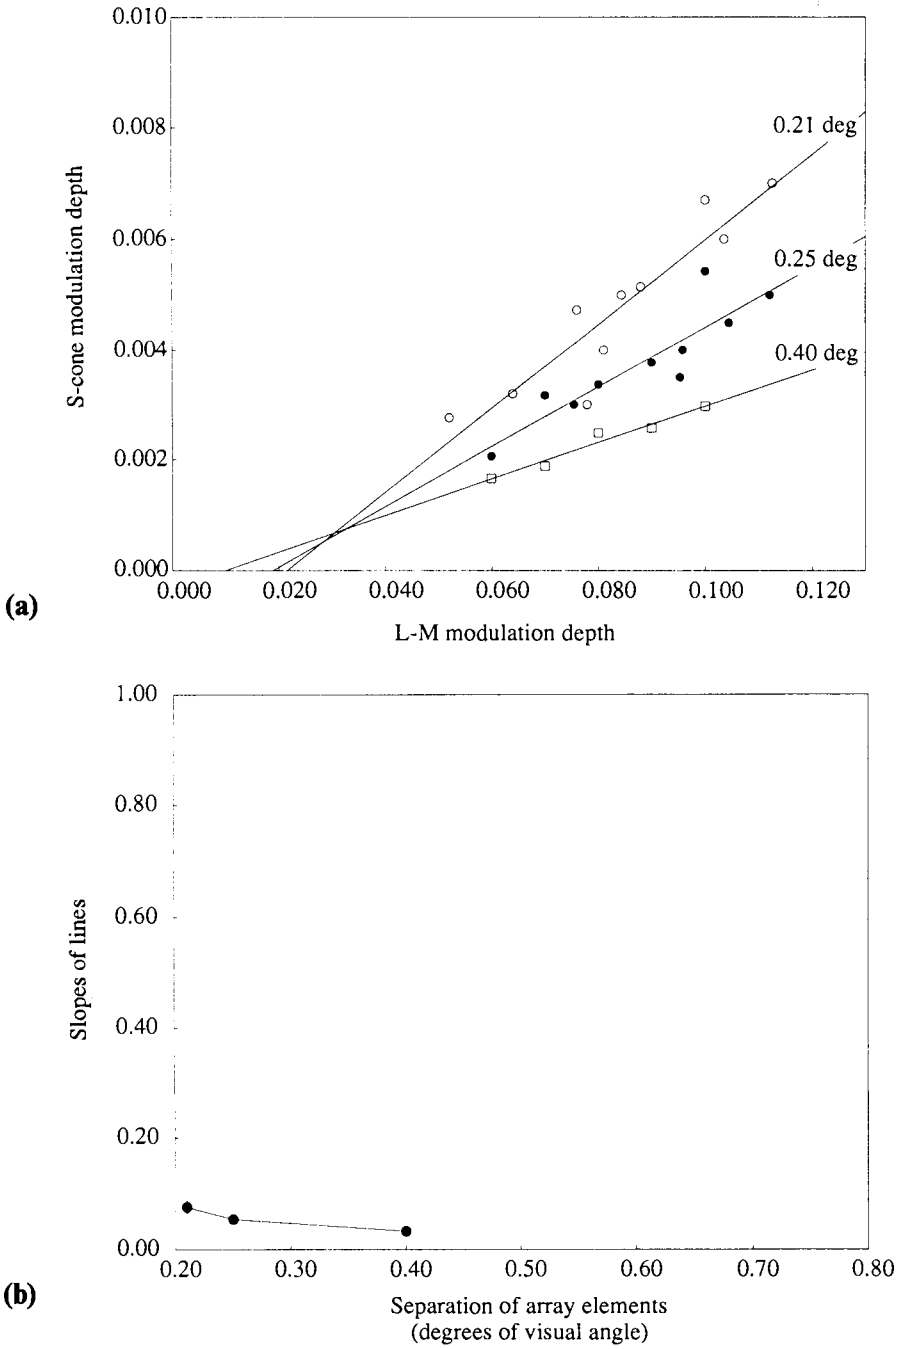 0.010
0.008
0.21 deg
0.006
0.25 deg
0.004
0.40 deg
0.002
0.000
S-cone modulation depth
0.000 0.020 0.040 0.060 0.080 0.100 0.120
(a)
L-M modulation depth
1.00
0.80
0.60
0.40
0.20
0.00
Slopes of lines
0.20 0.30 0.40 0.50 0.60 0.70 0.80
(b)
Separation of array elements
(degrees of visual angle)